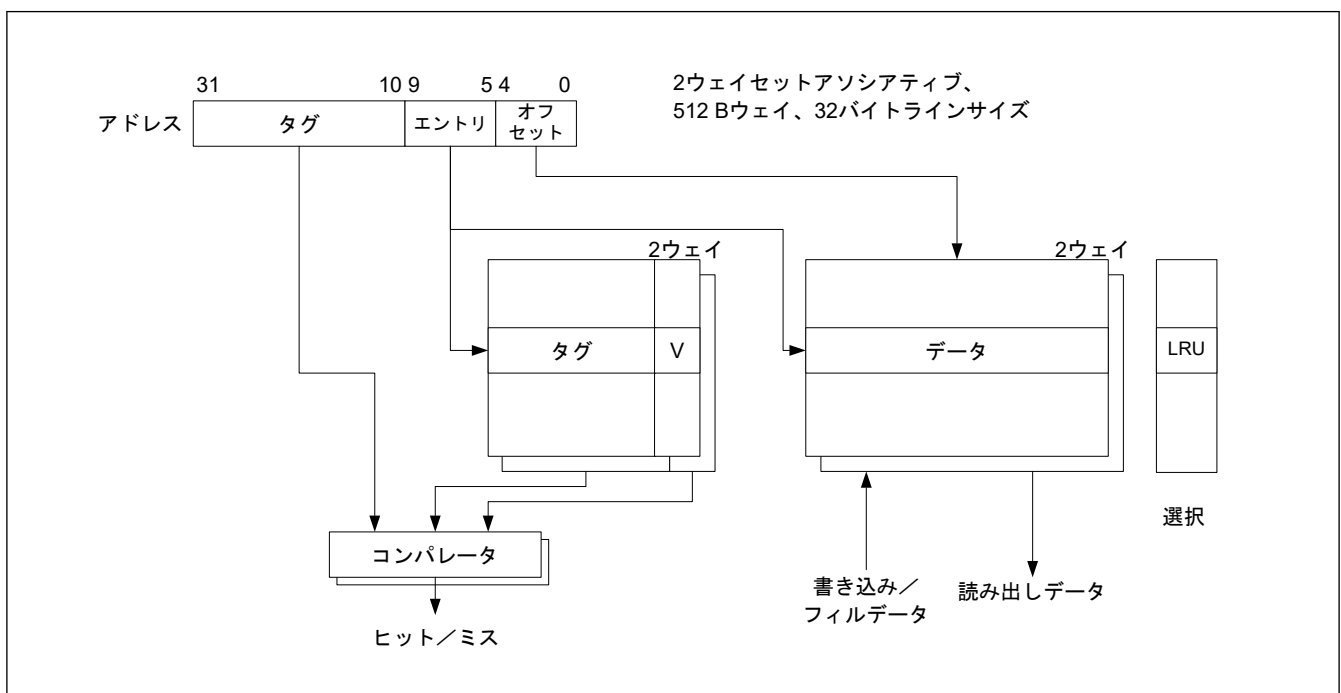 31 10 9 5 4 0
アドレス タグ エントリ オフ
セット
2ウェイセットアソシアティブ、
512 Bウェイ、32バイトラインサイズ
2ウェイ
タグ V
2ウェイ
データ
LRU
選択
コンパレータ
ヒット/ミス
書き込み/
フィルデータ
読み出しデータ